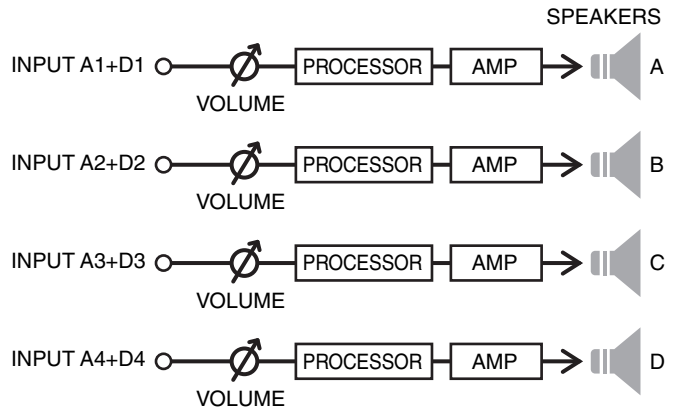 SPEAKERS
INPUT A1+D1 PROCESSOR AMP A
VOLUME
INPUT A2+D2 PROCESSOR AMP B
VOLUME
INPUT A3+D3 PROCESSOR AMP C
VOLUME
INPUT A4+D4 PROCESSOR AMP D
VOLUME